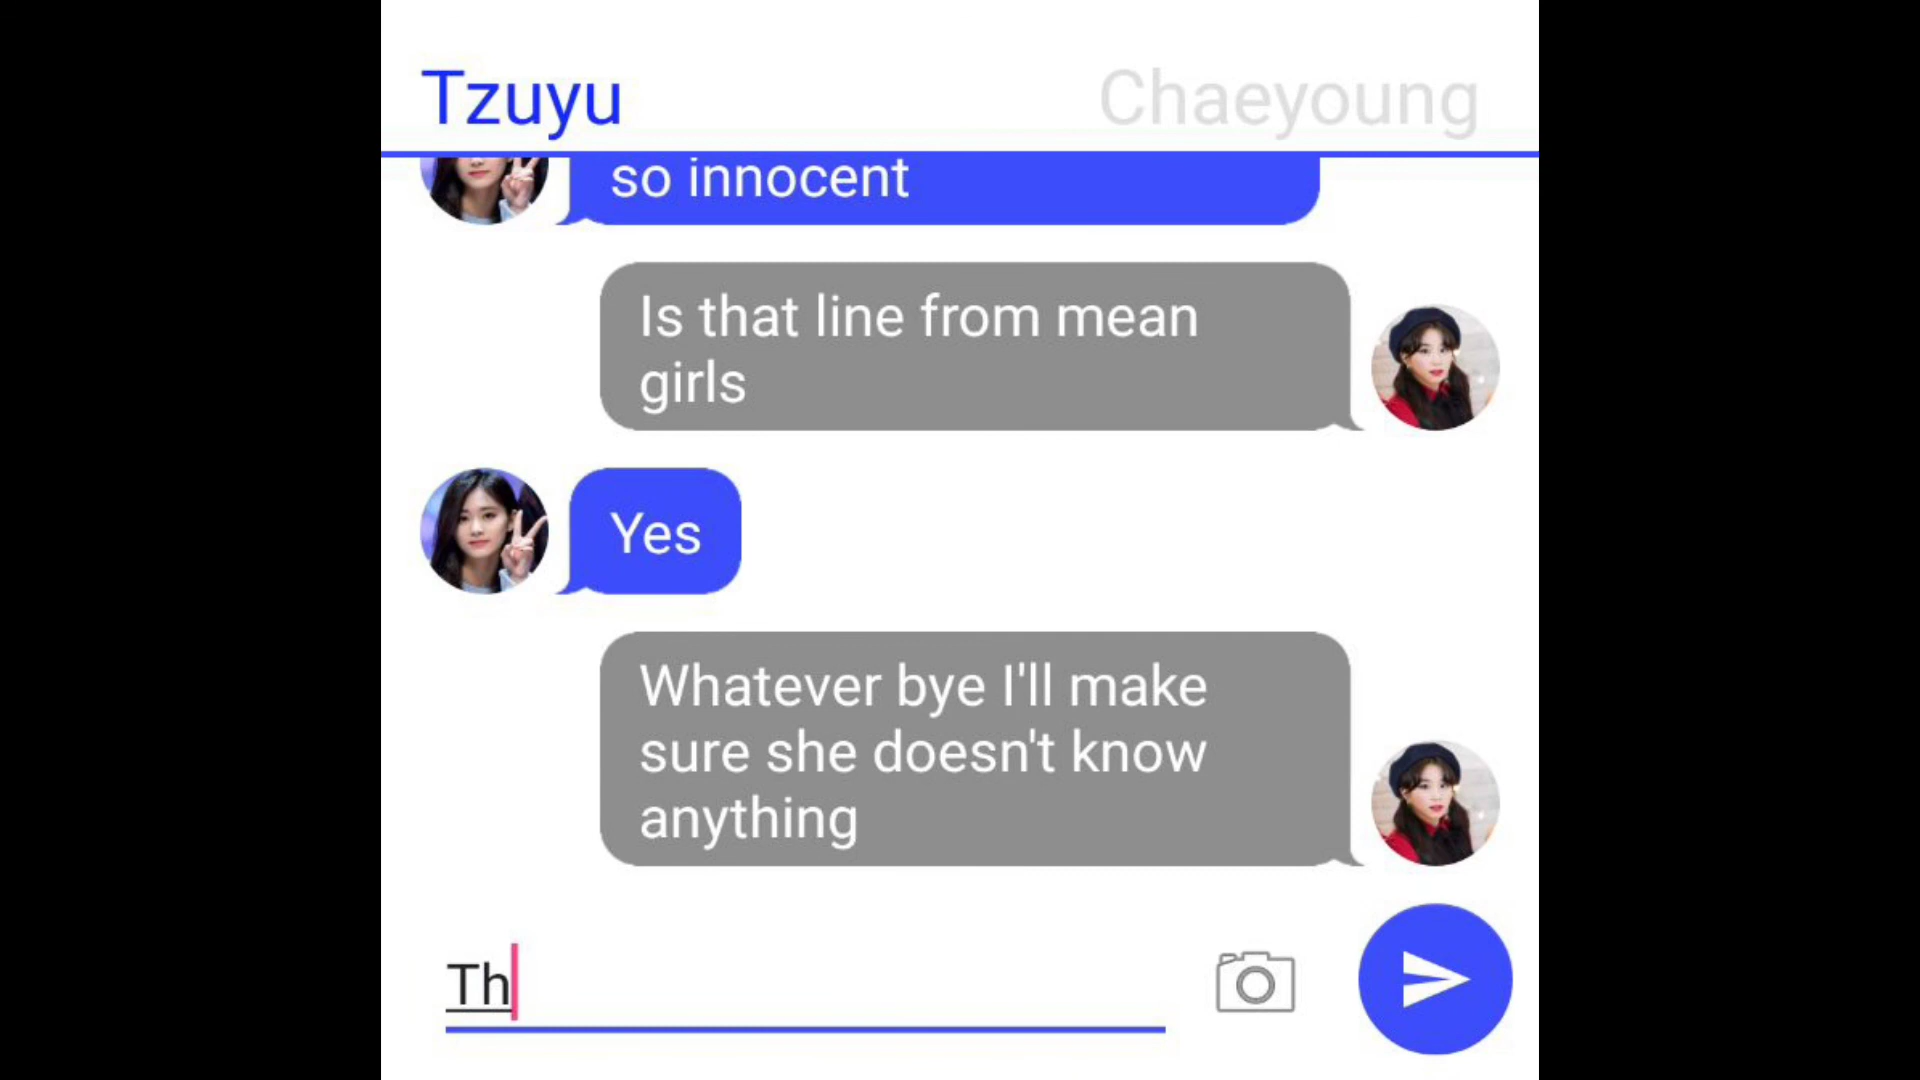 Tzuyu
Chaeyoung
so innocent
Is that line from mean
girls
Yes
Whatever bye I'll make
sure she doesn't know
anything
Th